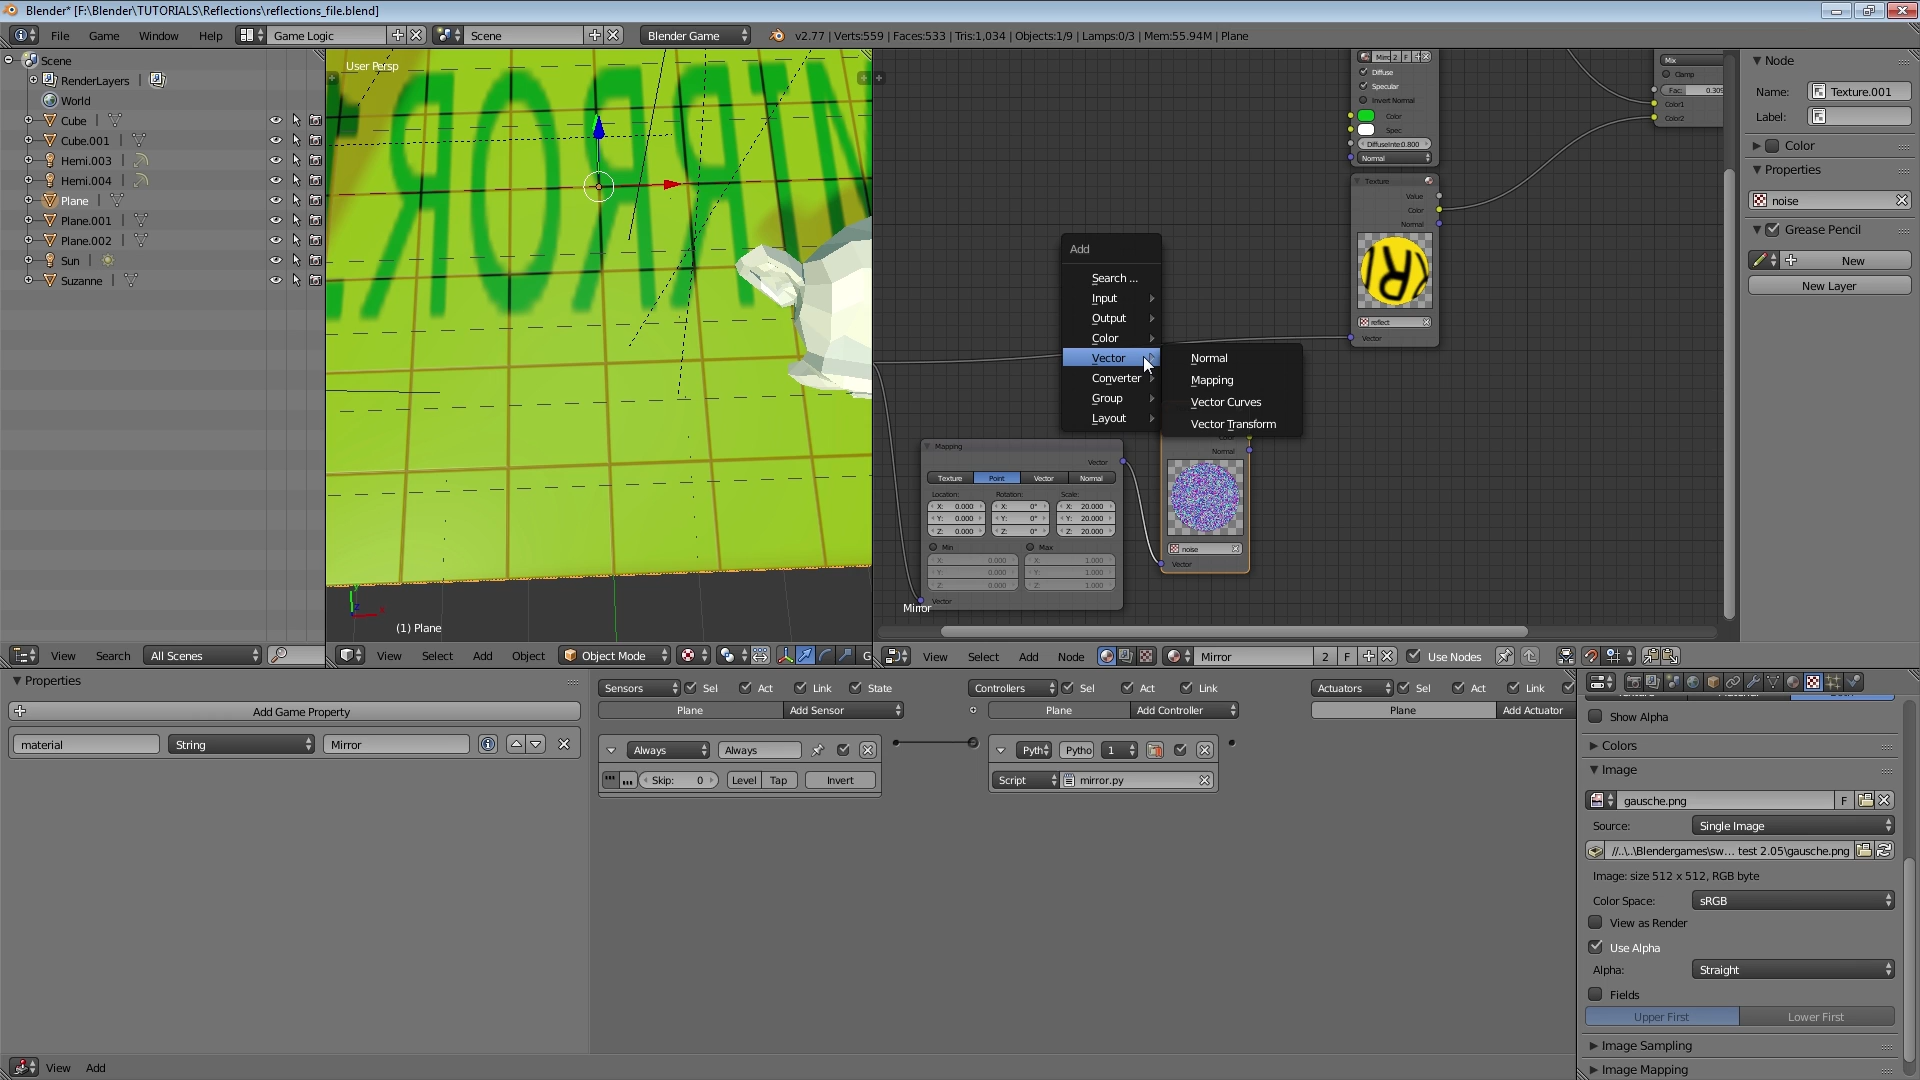 Blender* [F:\Blender\TUTORIALS\Reflections\reflections_file.blend]
File Game Window Help Game Logic Scene Blender Game v2.77 | Verts:559 | Faces:533 | Tris:1,034 | Objects:1/9 | Lamps:0/3 | Mem:55.94M | Plane
Scene
RenderLayers
World
Cube
Cube.001
Hemi.003
Hemi.004
Plane
Plane.001
Plane.002
Sun
Suzanne
View Search All Scenes
User Persp
(1) Plane
View Select Add Object Object Mode G
Add
Search ...
Input
Output
Color
Vector
Converter
Group
Layout
Normal
Mapping
Vector Curves
Vector Transform
2 F
Diffuse
Specular
Invert Normal
Color
Spec
DiffuseInte:0.800
Normal
Texture
Value
Color
Normal
reflect
Vector
Mix
Clamp
Fac: 0.309
Color1
Color2
Mapping
Vector
Texture Point Vector Normal
Location: Rotation: Scale:
X: 0.000 X: 0° X: 20.000
Y: 0.000 Y: 0° Y: 20.000
Z: 0.000 Z: 0° Z: 20.000
Min Max
X: 0.000 X: 1.000
Y: 0.000 Y: 1.000
Z: 0.000 Z: 1.000
Vector
Normal
noise
Vector
Mirror
View Select Add Node Mirror 2 F Use Nodes
Node
Name: Texture.001
Label:
Color
Properties
noise
Grease Pencil
New
New Layer
Properties
Add Game Property
material String Mirror
View Add
Sensors Sel Act Link State
Plane Add Sensor
Always Always
Skip: 0 Level Tap Invert
Controllers Sel Act Link
Plane Add Controller
Pyth Pytho 1
Script mirror.py
Actuators Sel Act Link
Plane Add Actuator
Show Alpha
Colors
Image
gausche.png F
Source: Single Image
//..\..\Blendergames\sw... test 2.05\gausche.png
Image: size 512 x 512, RGB byte
Color Space: sRGB
View as Render
Use Alpha
Alpha: Straight
Fields
Upper First Lower First
Image Sampling
Image Mapping